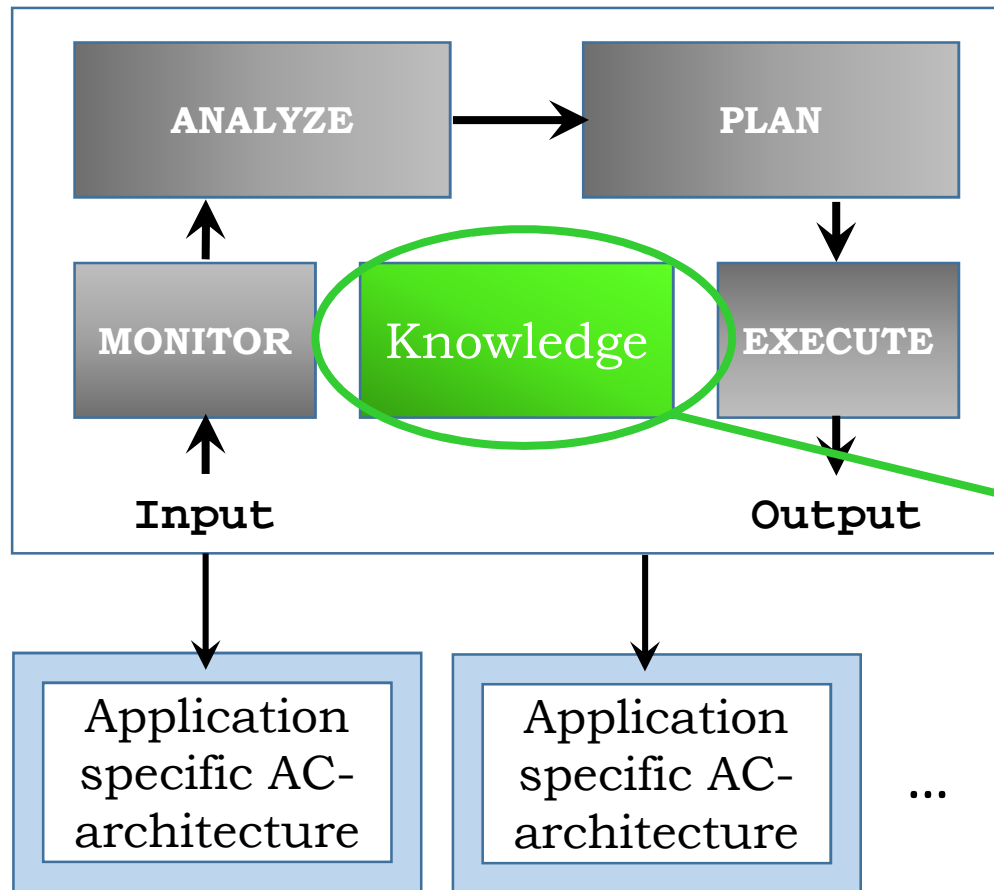 ANALYZE
PLAN
MONITOR
Knowledge
EXECUTE
Input
Output
Application
specific AC-
architecture
Application
specific AC-
architecture
...